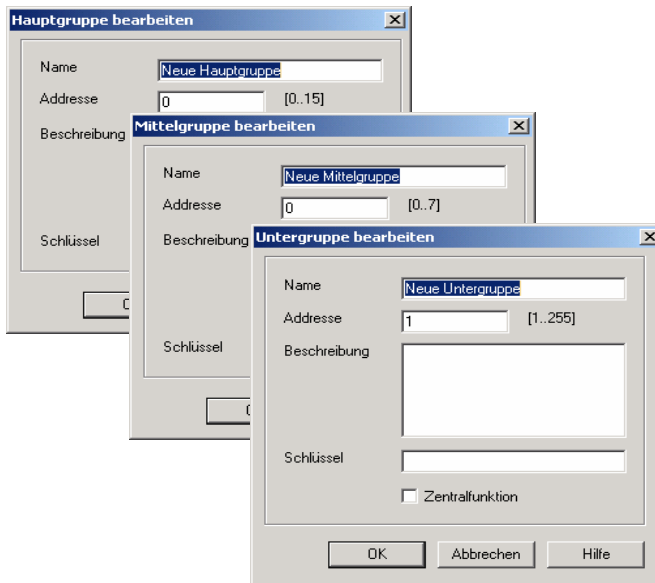 Hauptgruppe bearbeiten
Name Neue Hauptgruppe
Addresse 0 [0..15]
Beschreibung
Schlüssel
Mittelgruppe bearbeiten
Name Neue Mittelgruppe
Addresse 0 [0..7]
Beschreibung
Schlüssel
Untergruppe bearbeiten
Name Neue Untergruppe
Addresse 1 [1..255]
Beschreibung
Schlüssel
Zentralfunktion
OK Abbrechen Hilfe